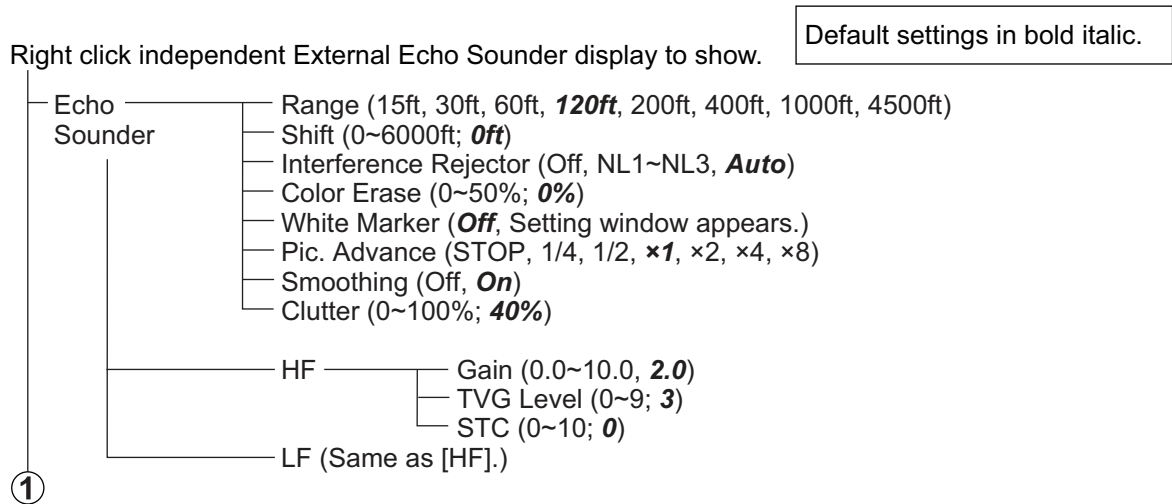 Default settings in bold italic.
Right click independent External Echo Sounder display to show.
Echo
Sounder
Range (15ft, 30ft, 60ft, 120ft, 200ft, 400ft, 1000ft, 4500ft)
Shift (0~6000ft; 0ft)
Interference Rejector (Off, NL1~NL3, Auto)
Color Erase (0~50%; 0%)
White Marker (Off, Setting window appears.)
Pic. Advance (STOP, 1/4, 1/2, ×1, ×2, ×4, ×8)
Smoothing (Off, On)
Clutter (0~100%; 40%)
HF
Gain (0.0~10.0, 2.0)
TVG Level (0~9; 3)
STC (0~10; 0)
LF (Same as [HF].)
1